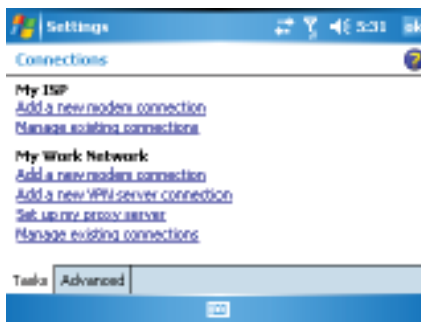 Settings 5:31 ok
Connections
My ISP
Add a new modem connection
Manage existing connections
My Work Network
Add a new modem connection
Add a new VPN server connection
Set up my proxy server
Manage existing connections
Tasks Advanced